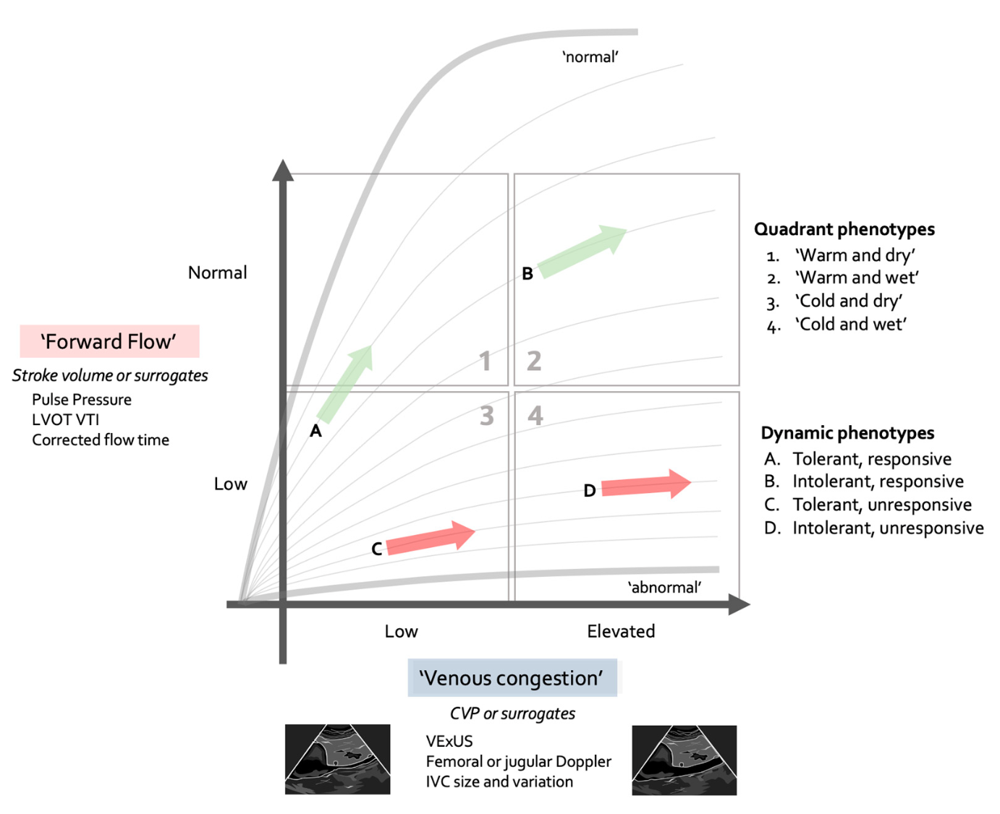 ‘normal’
Normal
‘Forward Flow’
Stroke volume or surrogates
Pulse Pressure
LVOT VTI
Corrected flow time
Low
B
1
2
A
3
4
D
C
‘abnormal’
Quadrant phenotypes
1. ‘Warm and dry’
2. ‘Warm and wet’
3. ‘Cold and dry’
4. ‘Cold and wet’
Dynamic phenotypes
A. Tolerant, responsive
B. Intolerant, responsive
C. Tolerant, unresponsive
D. Intolerant, unresponsive
Low
Elevated
‘Venous congestion’
CVP or surrogates
VExUS
Femoral or jugular Doppler
IVC size and variation